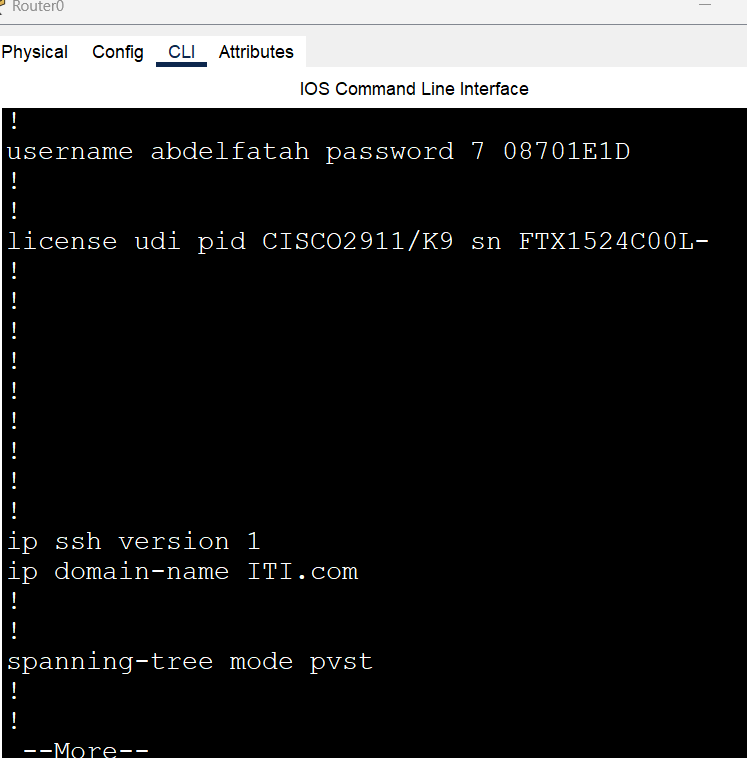 Router0
Physical Config CLI Attributes
IOS Command Line Interface
!
username abdelfatah password 7 08701E1D
!
!
license udi pid CISCO2911/K9 sn FTX1524C00L-
!
!
!
!
!
!
!
!
!
ip ssh version 1
ip domain-name ITI.com
!
!
spanning-tree mode pvst
!
!
--More--